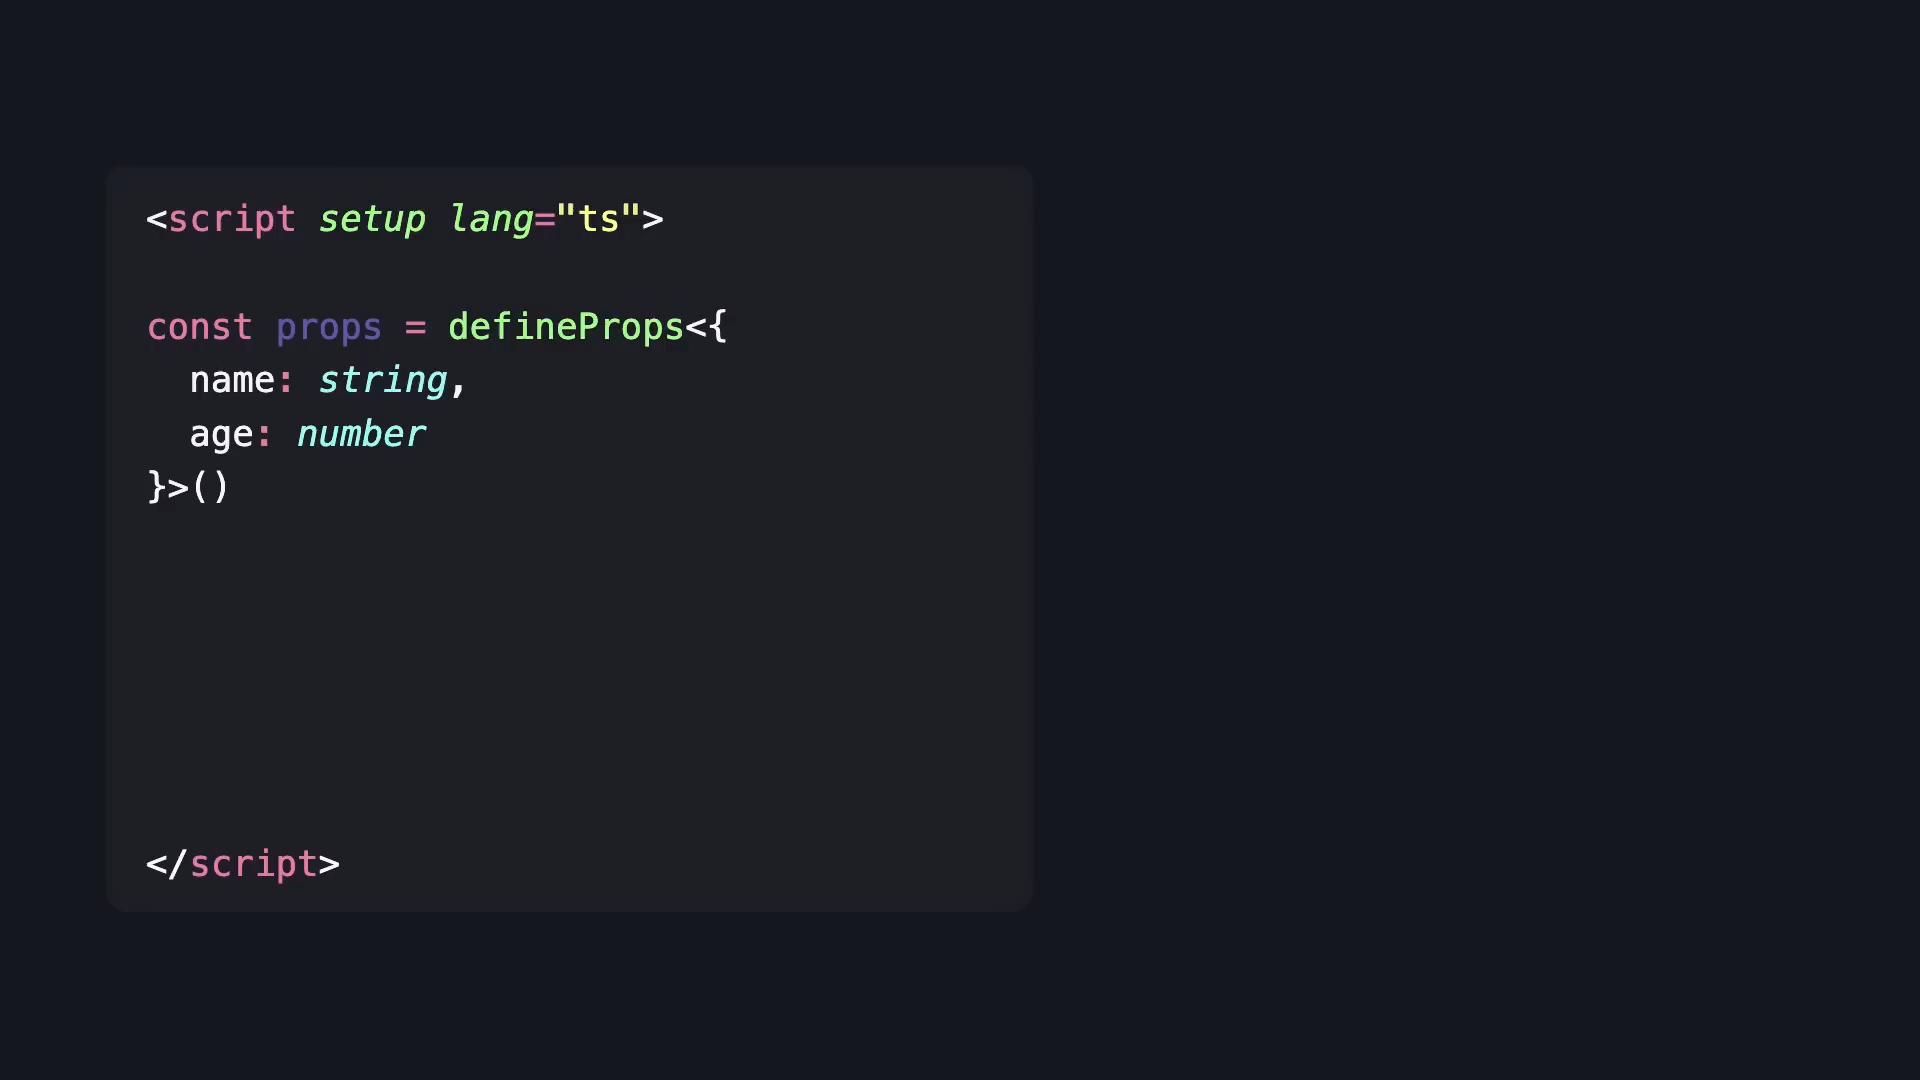 <script setup lang="ts">
const props = defineProps<{
name: string,
age: number
}>()
</script>